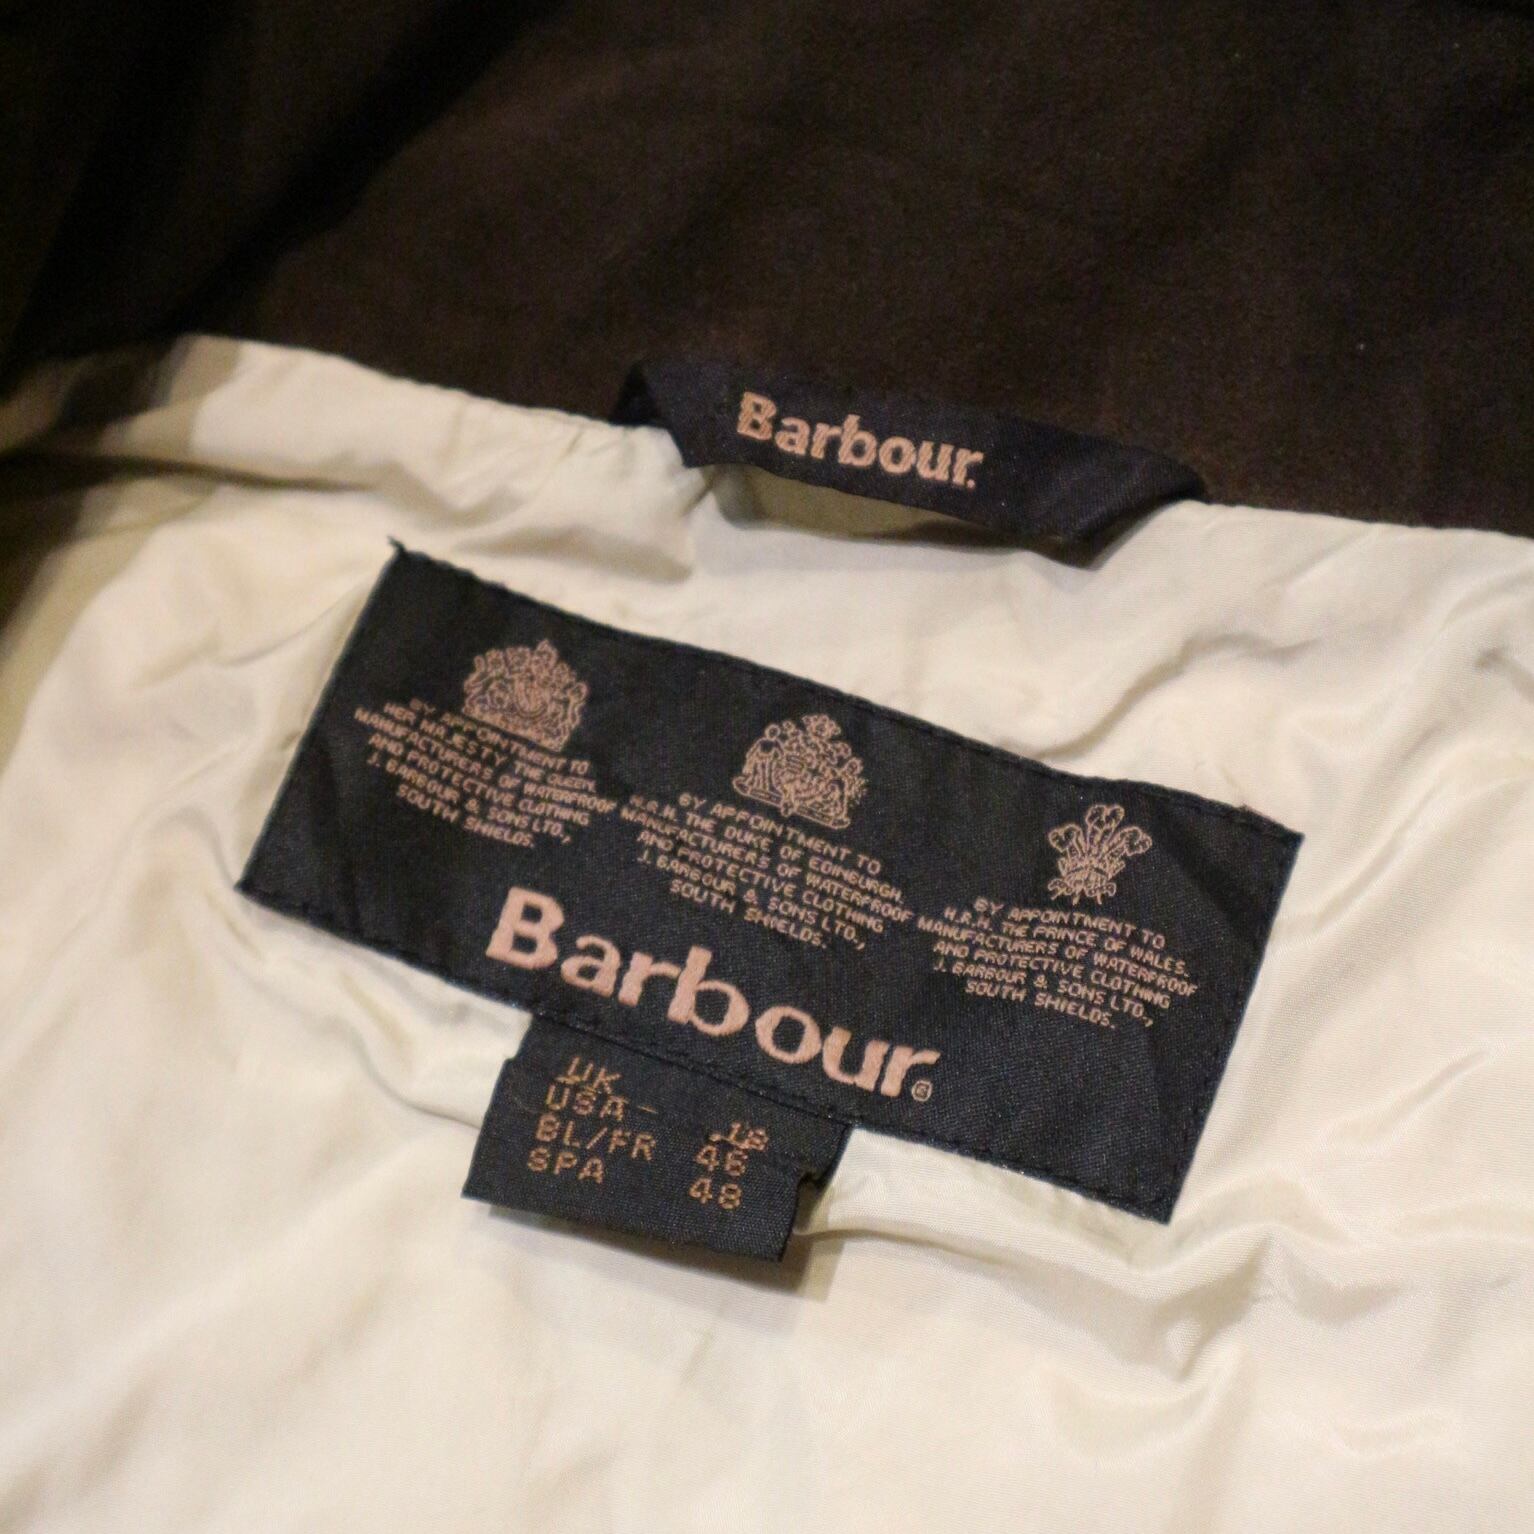 Barbour.
BY APPOINTMENT TO
HER MAJESTY THE QUEEN
MANUFACTURERS OF WATERPROOF
AND PROTECTIVE CLOTHING
J. BARBOUR & SONS LTD.,
SOUTH SHIELDS.
BY APPOINTMENT TO
H.R.H. THE DUKE OF EDINBURGH.
MANUFACTURERS OF WATERPROOF
AND PROTECTIVE CLOTHING
J. BARBOUR & SONS LTD.,
SOUTH SHIELDS.
BY APPOINTMENT TO
H.R.H. THE PRINCE OF WALES.
MANUFACTURERS OF WATERPROOF
AND PROTECTIVE CLOTHING
J. BARBOUR & SONS LTD.,
SOUTH SHIELDS.
Barbour®
UK
USA
BL/FR 46
SPA 48